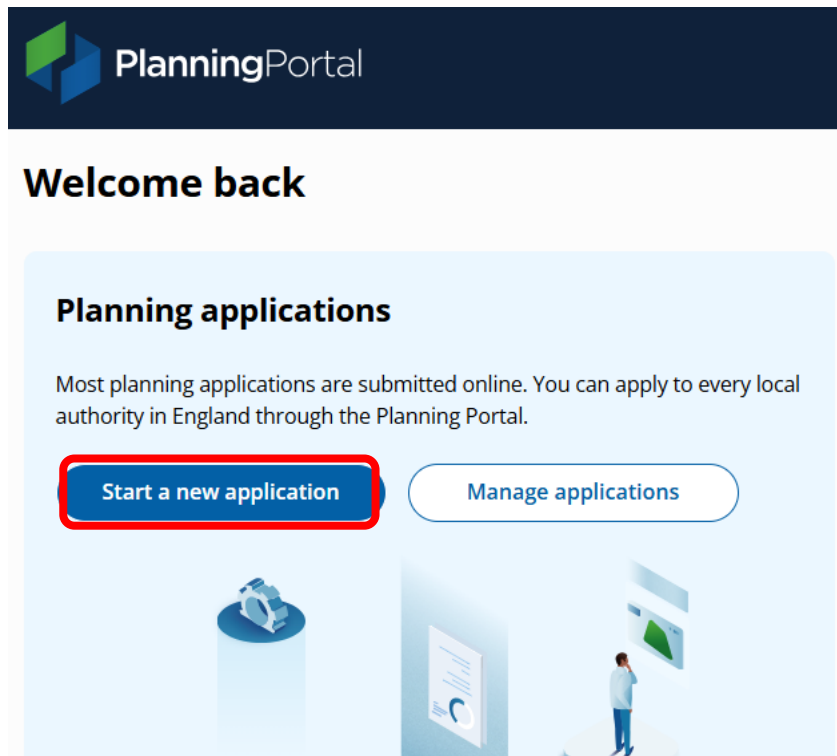 PlanningPortal
Welcome back
Planning applications
Most planning applications are submitted online. You can apply to every local
authority in England through the Planning Portal.
Start a new application
Manage applications